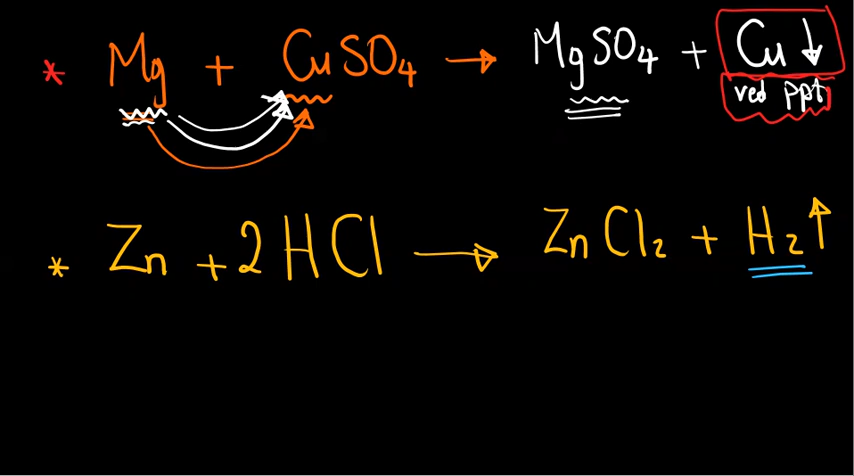 * Mg + CuSO4 → MgSO4 + Cu↓
red ppt
* Zn + 2HCl → ZnCl2 + H2↑